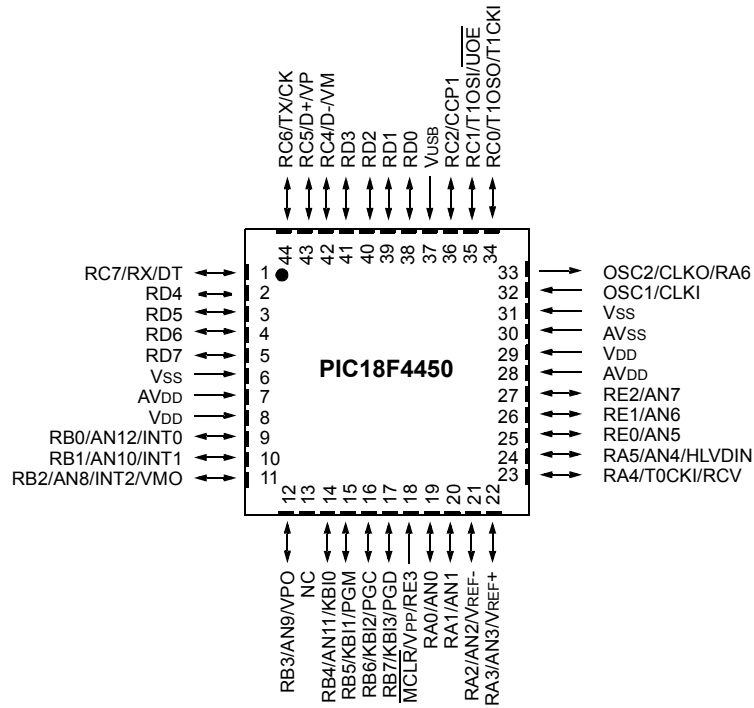 RC6/TX/CK
RC5/D+/VP
RC4/D-/VM
RD3
RD2
RD1
RD0
VUSB
RC2/CCP1
RC1/T1OSI/UOE
RC0/T1OSO/T1CKI
44
43
42
41
40
39
38
37
36
35
34
RC7/RX/DT 1
RD4 2
RD5 3
RD6 4
RD7 5
VSS 6
AVDD 7
VDD 8
RB0/AN12/INT0 9
RB1/AN10/INT1 10
RB2/AN8/INT2/VMO 11
PIC18F4450
33 OSC2/CLKO/RA6
32 OSC1/CLKI
31 VSS
30 AVSS
29 VDD
28 AVDD
27 RE2/AN7
26 RE1/AN6
25 RE0/AN5
24 RA5/AN4/HLVDIN
23 RA4/T0CKI/RCV
12
13
14
15
16
17
18
19
20
21
22
RB3/AN9/VPO
NC
RB4/AN11/KBI0
RB5/KBI1/PGM
RB6/KBI2/PGC
RB7/KBI3/PGD
MCLR/VPP/RE3
RA0/AN0
RA1/AN1
RA2/AN2/VREF-
RA3/AN3/VREF+